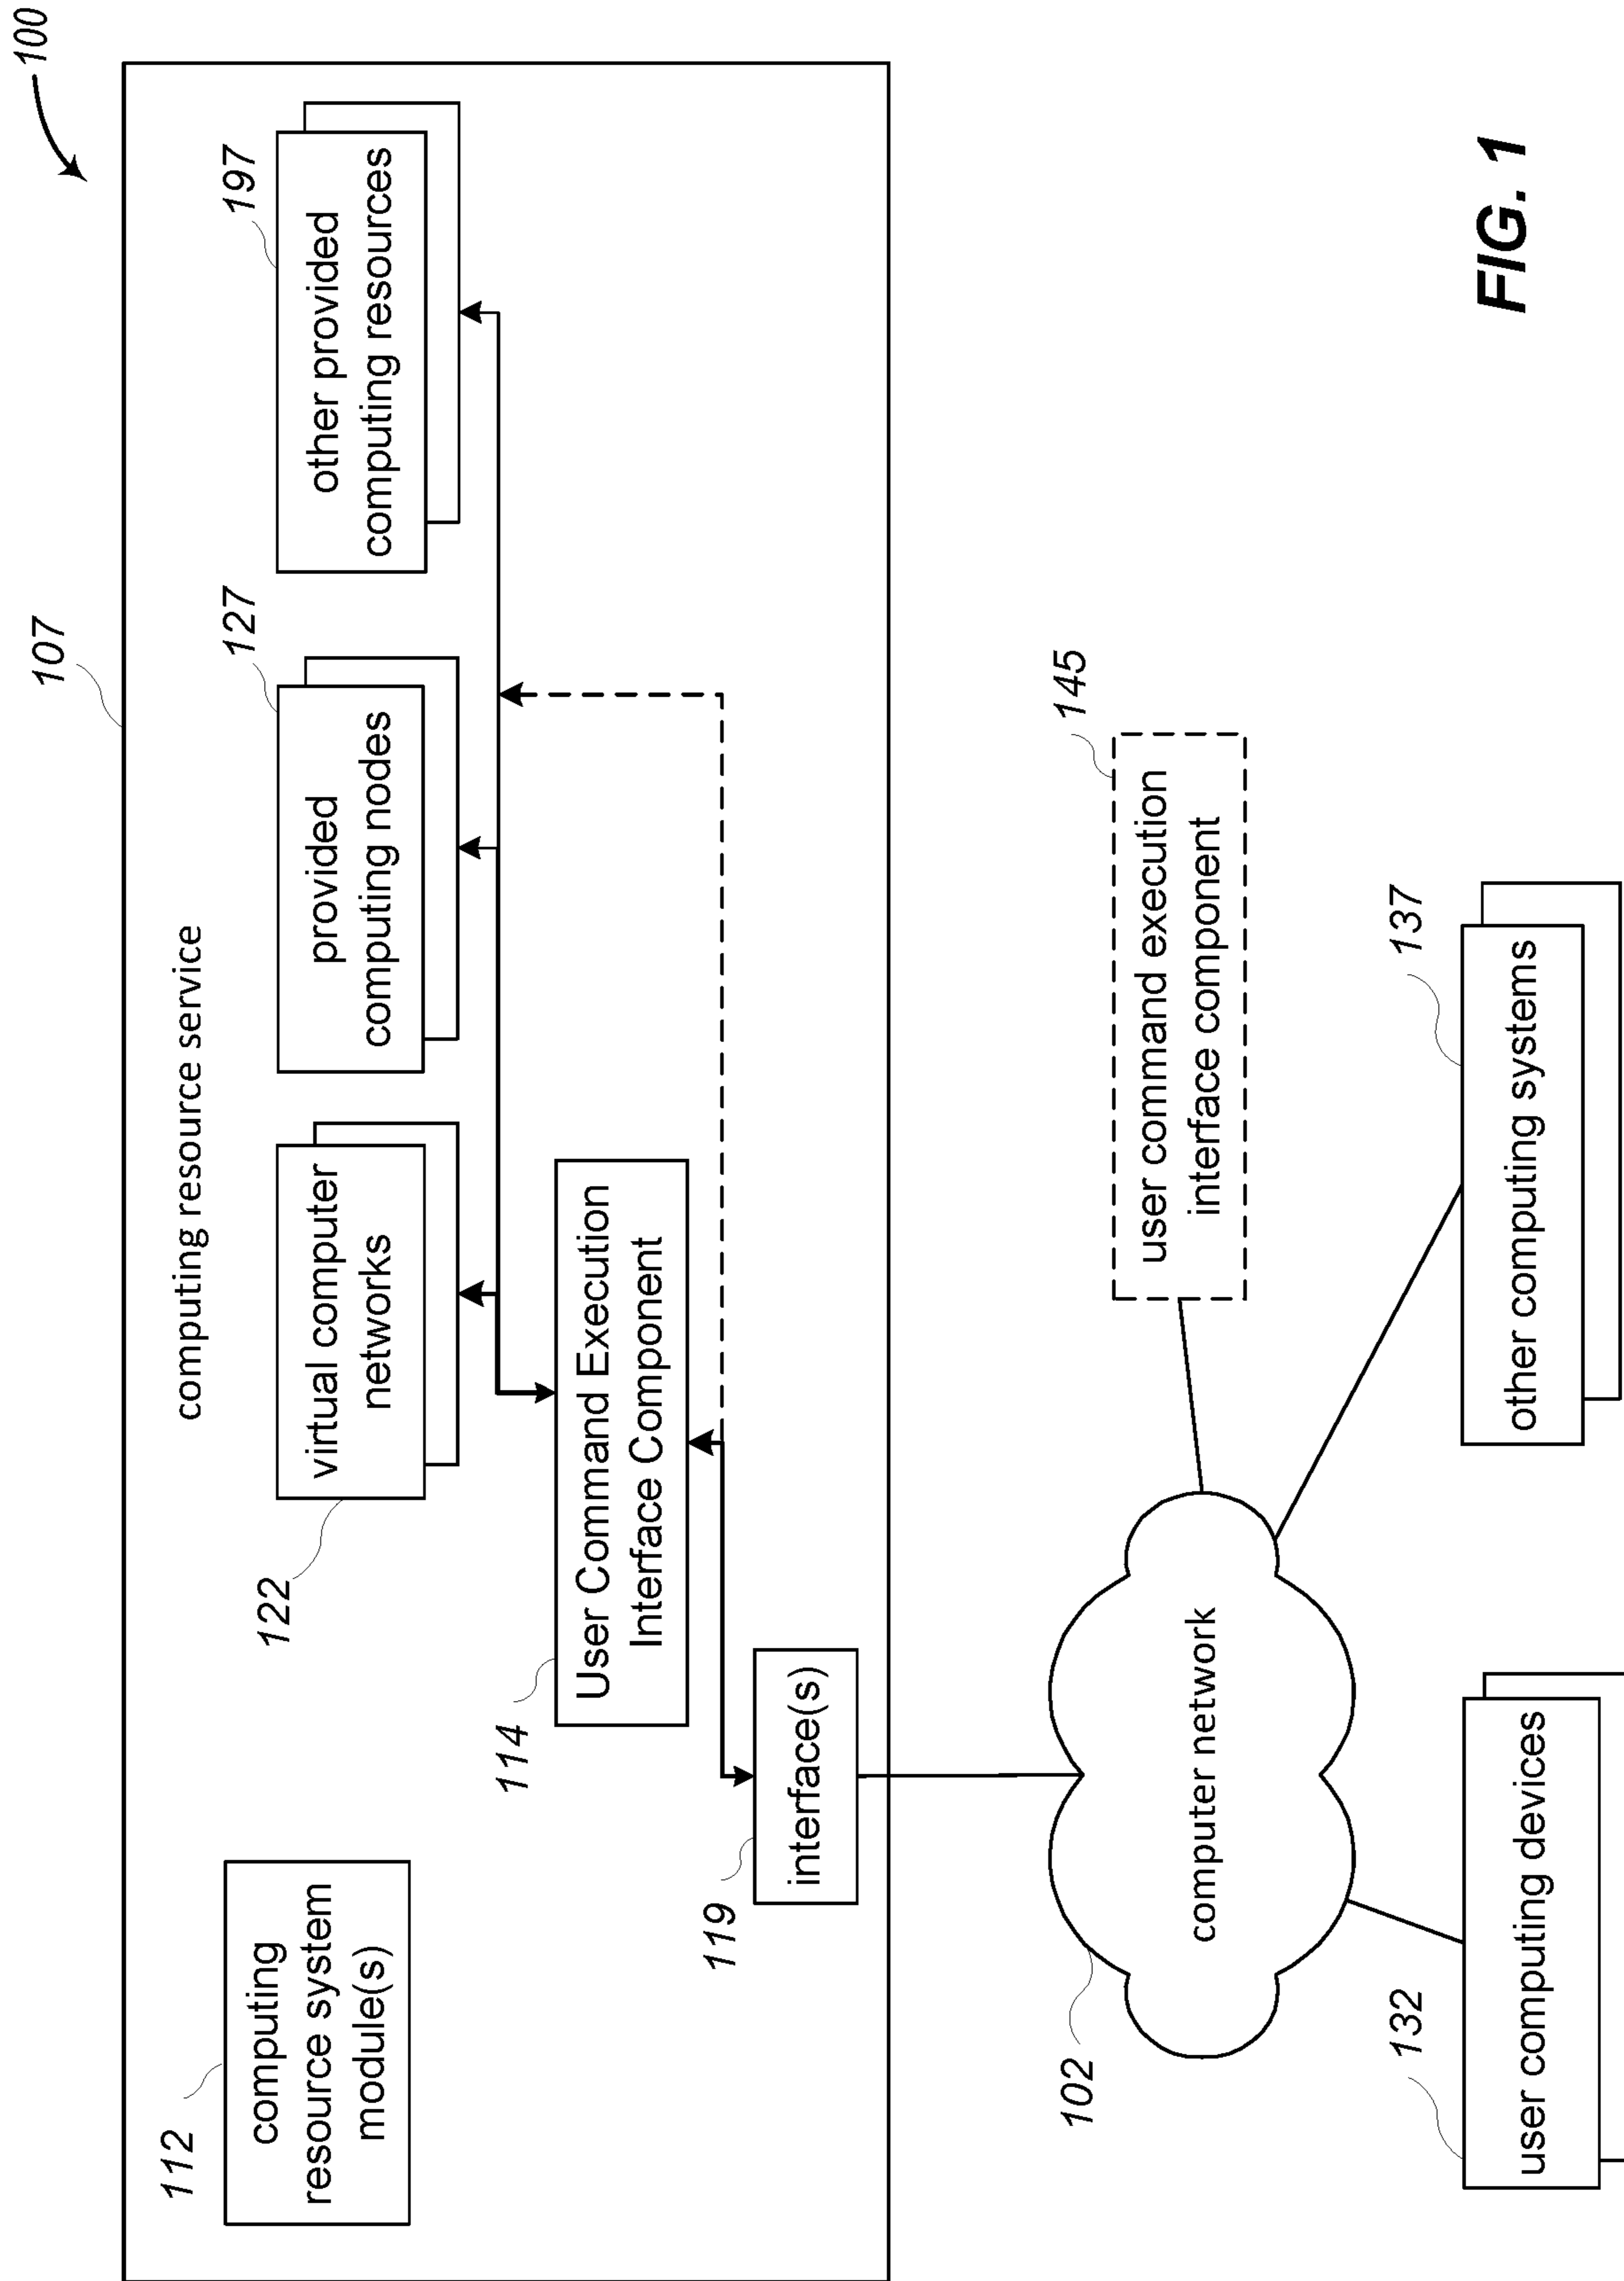 100
107
computing resource service
112
computing
resource system
module(s)
122
virtual computer
networks
127
provided
computing nodes
197
other provided
computing resources
114
User Command Execution
Interface Component
119
interface(s)
102
computer network
145
user command execution
interface component
132
user computing devices
137
other computing systems
FIG. 1